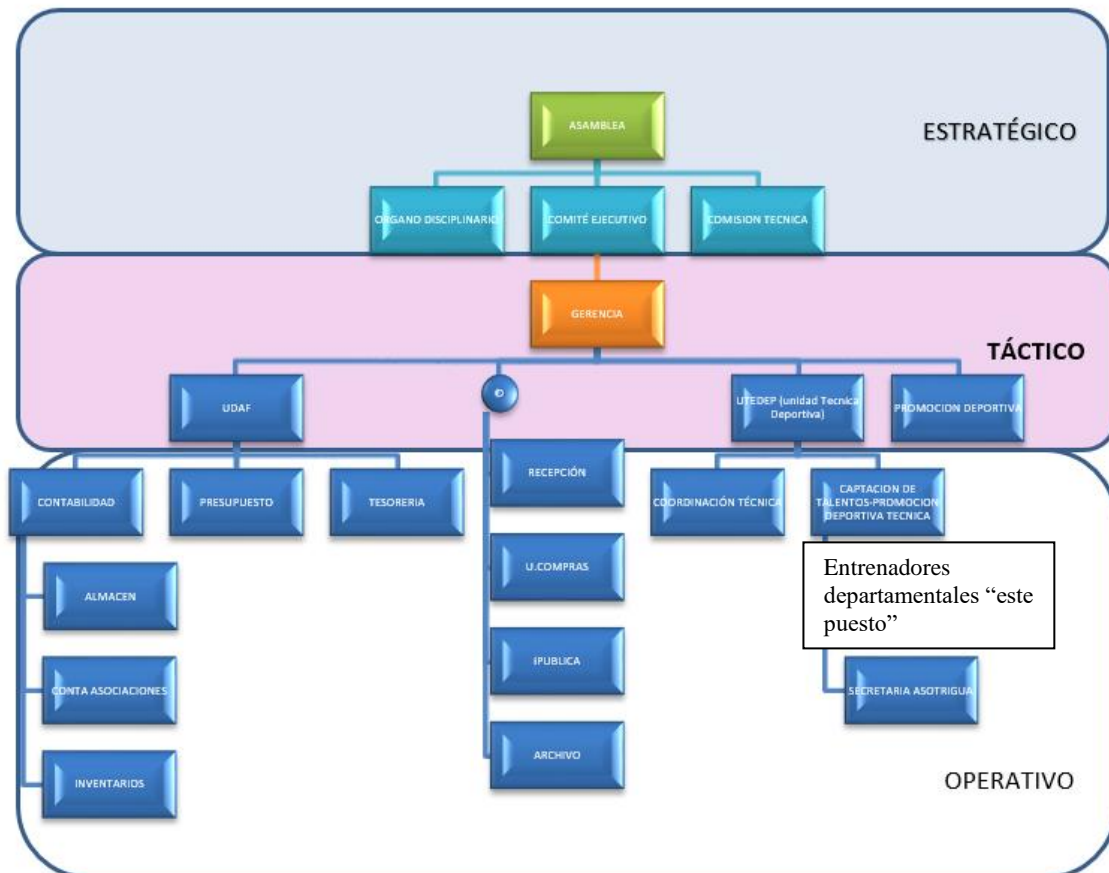 ASAMBLEA
ESTRATÉGICO
ORGANO DISCIPLINARIO
COMITÉ EJECUTIVO
COMISION TECNICA
GERENCIA
TÁCTICO
UDAF
UTEDEP (unidad Tecnica
Deportiva)
PROMOCION DEPORTIVA
CONTABILIDAD
PRESUPUESTO
TESORERIA
RECEPCIÓN
COORDINACIÓN TÉCNICA
CAPTACION DE
TALENTOS-PROMOCION
DEPORTIVA TECNICA
ALMACEN
U.COMPRAS
Entrenadores
departamentales “este
puesto”
CONTA ASOCIACIONES
IPUBLICA
SECRETARIA ASOTRIGUA
INVENTARIOS
ARCHIVO
OPERATIVO